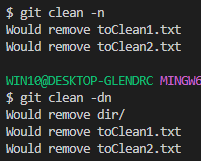 $ git clean -n
Would remove toClean1.txt
Would remove toClean2.txt
WIN10@DESKTOP-GLENDRC MINGW6
$ git clean -dn
Would remove dir/
Would remove toClean1.txt
Would remove toClean2.txt